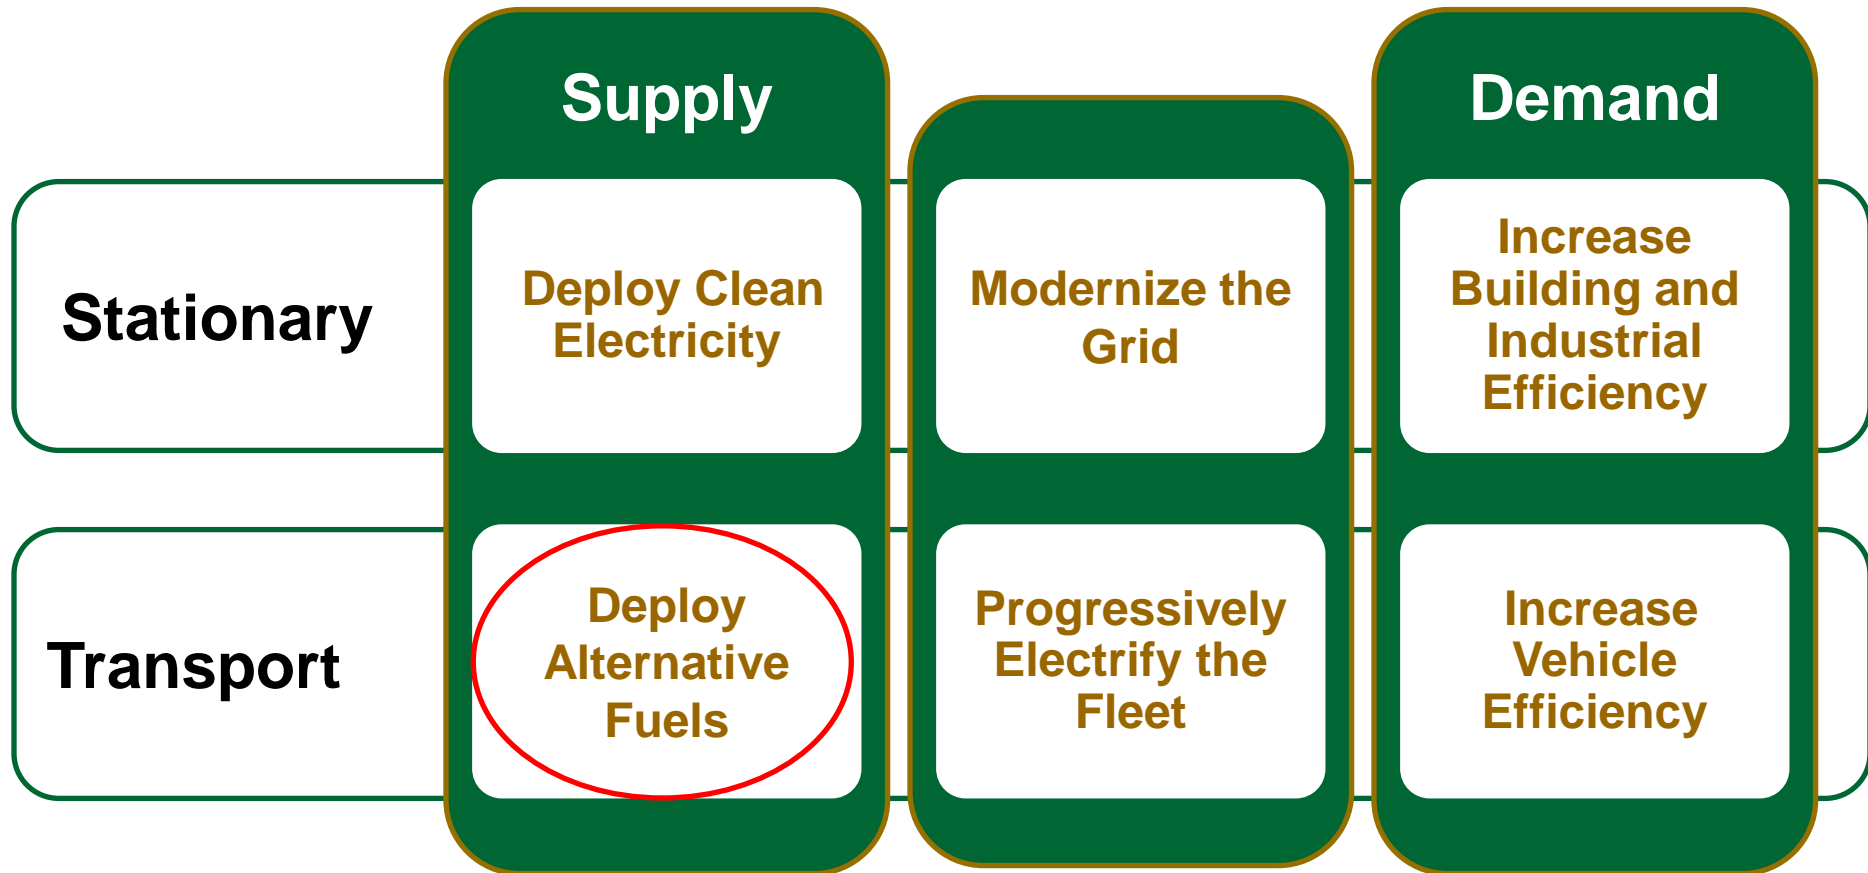 Supply
Demand
Stationary
Deploy Clean
Electricity
Modernize the
Grid
Increase
Building and
Industrial
Efficiency
Transport
Deploy
Alternative
Fuels
Progressively
Electrify the
Fleet
Increase
Vehicle
Efficiency